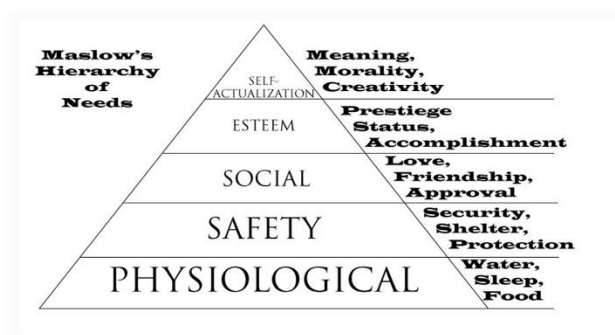 Maslow's
Hierarchy
of
Needs
SELF-
ACTUALIZATION
Meaning,
Morality,
Creativity
ESTEEM
Prestiege
Status,
Accomplishment
SOCIAL
Love,
Friendship,
Approval
SAFETY
Security,
Shelter,
Protection
PHYSIOLOGICAL
Water,
Sleep,
Food